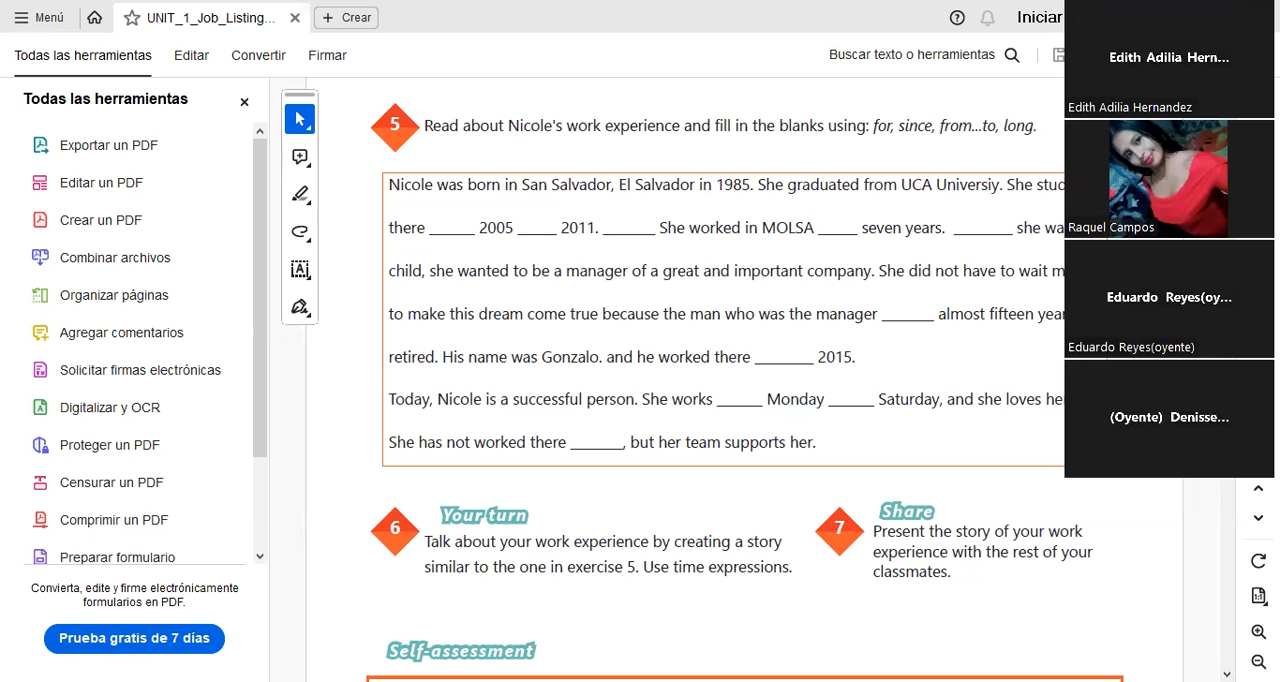 Menú
UNIT_1_Job_Listing...
Crear
Iniciar
Todas las herramientas
Editar
Convertir
Firmar
Buscar texto o herramientas
Todas las herramientas
Exportar un PDF
Editar un PDF
Crear un PDF
Combinar archivos
Organizar páginas
Agregar comentarios
Solicitar firmas electrónicas
Digitalizar y OCR
Proteger un PDF
Censurar un PDF
Comprimir un PDF
Preparar formulario
Convierta, edite y firme electrónicamente
formularios en PDF.
Prueba gratis de 7 días
5 Read about Nicole's work experience and fill in the blanks using: for, since, from...to, long.
Nicole was born in San Salvador, El Salvador in 1985. She graduated from UCA Universiy. She stud
there ______ 2005 _____ 2011. _______ She worked in MOLSA _____ seven years. ________ she wa
child, she wanted to be a manager of a great and important company. She did not have to wait m
to make this dream come true because the man who was the manager _______ almost fifteen year
retired. His name was Gonzalo. and he worked there ________ 2015.
Today, Nicole is a successful person. She works ______ Monday _____ Saturday, and she loves her
She has not worked there _______, but her team supports her.
6 Your turn
Talk about your work experience by creating a story
similar to the one in exercise 5. Use time expressions.
7 Share
Present the story of your work
experience with the rest of your
classmates.
Self-assessment
Edith Adilia Hern...
Edith Adilia Hernandez
Raquel Campos
Eduardo Reyes(oy...
Eduardo Reyes(oyente)
(Oyente) Denisse...